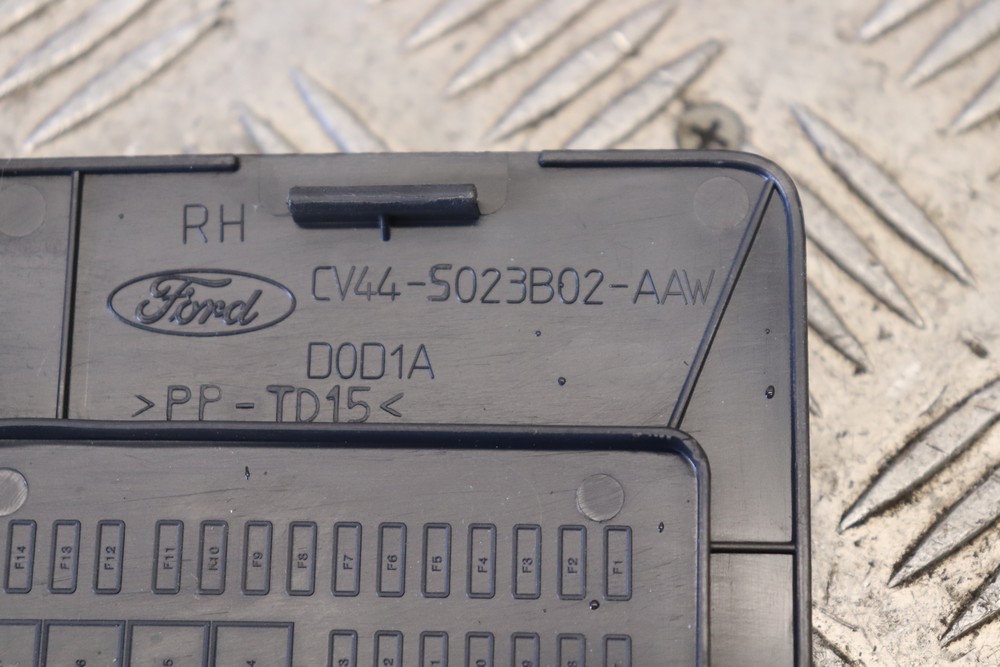 RH
Ford
CV44-S023B02-AAW
D0D1A
>PP-TD15<
F14 F13 F12 F11 F10 F9 F8 F7 F6 F5 F4 F3 F2 F1